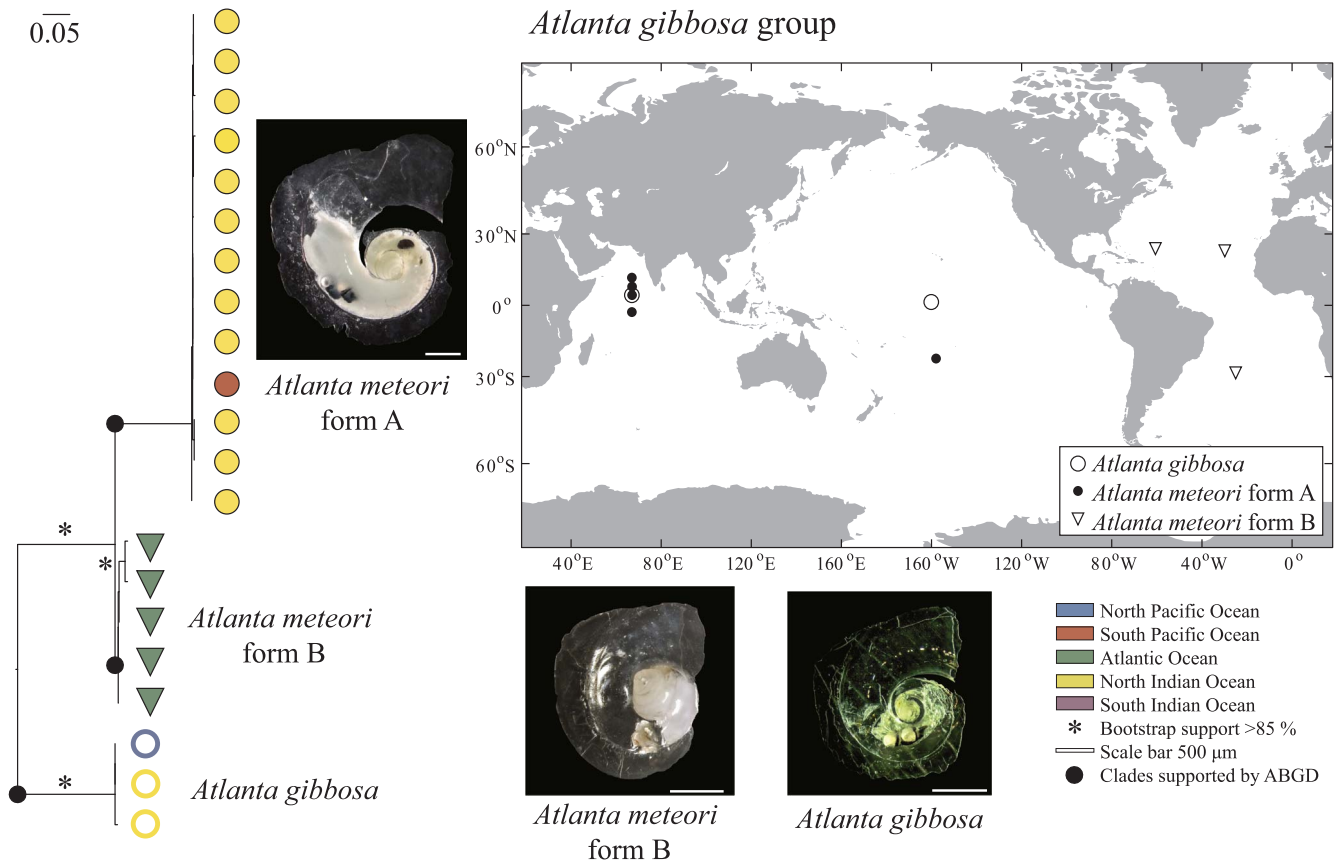 0.05
Atlanta gibbosa group
60°N
30°N
0°
30°S
60°S
40°E
80°E
120°E
160°E
160°W
120°W
80°W
40°W
0°
Atlanta gibbosa
Atlanta meteori form A
Atlanta meteori form B
Atlanta meteori
form A
*
*
Atlanta meteori
form B
*
Atlanta gibbosa
Atlanta meteori
form B
Atlanta gibbosa
North Pacific Ocean
South Pacific Ocean
Atlantic Ocean
North Indian Ocean
South Indian Ocean
* Bootstrap support >85 %
Scale bar 500 μm
Clades supported by ABGD